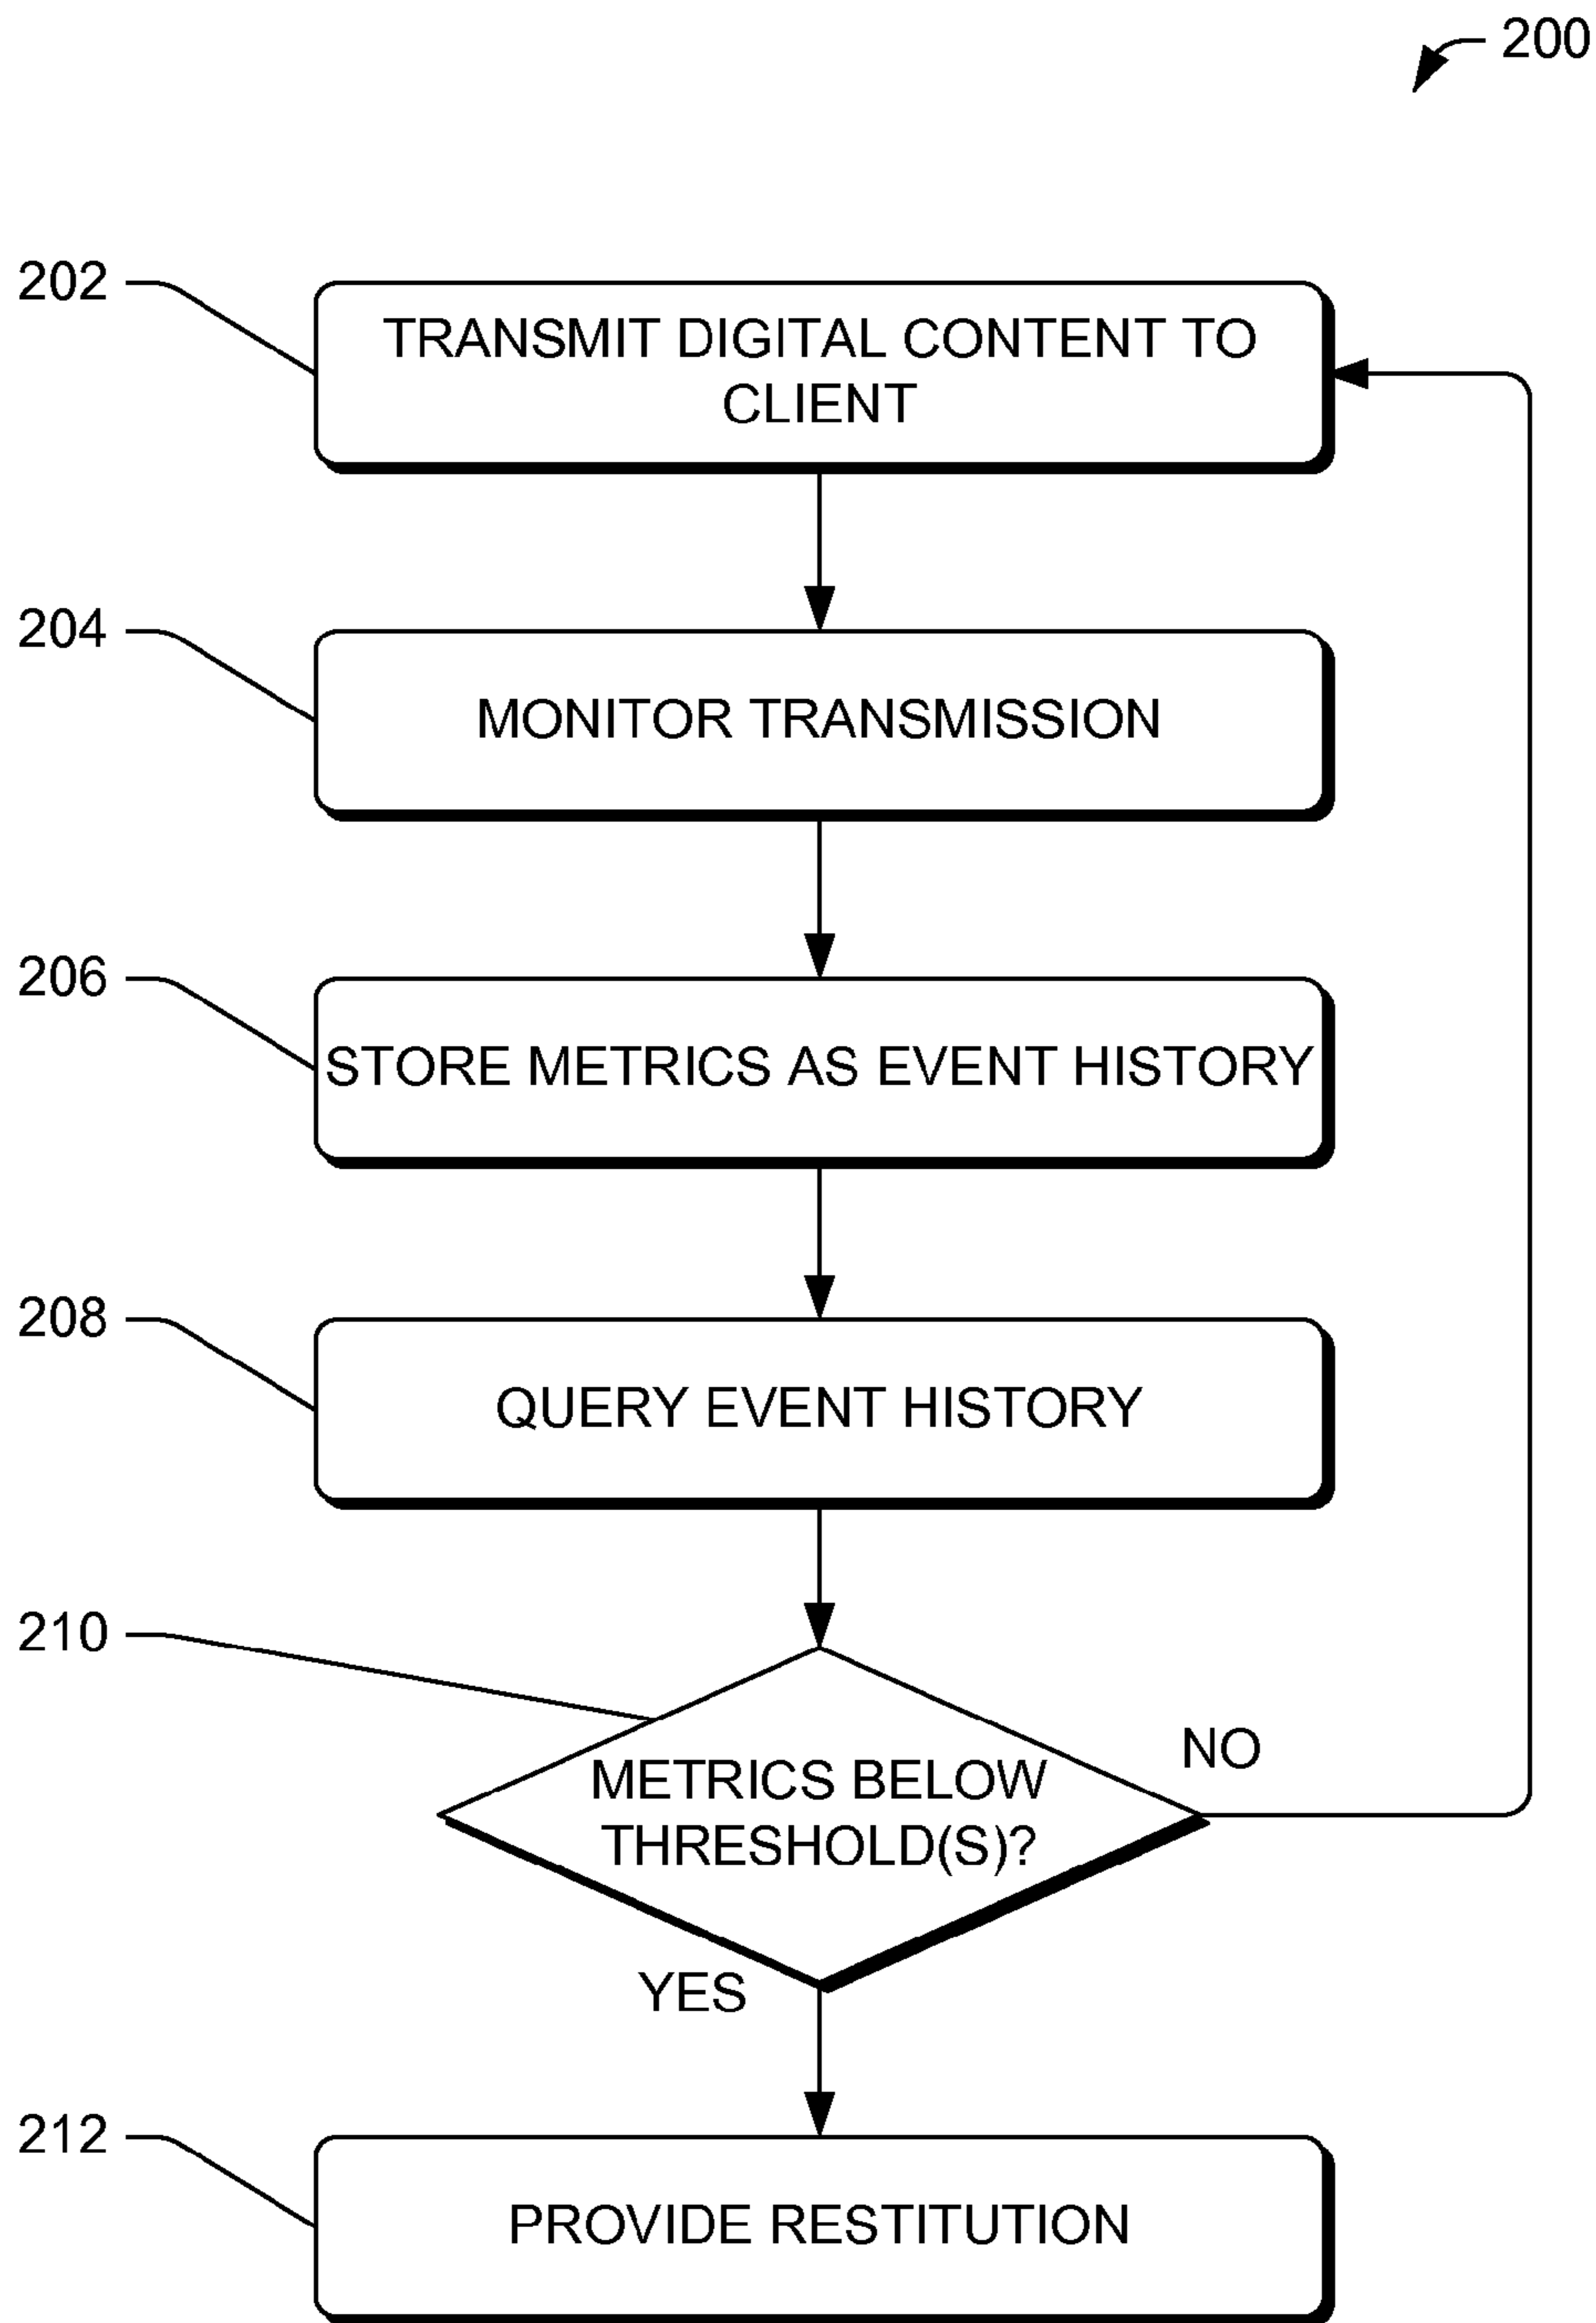 200
202
TRANSMIT DIGITAL CONTENT TO
CLIENT
204
MONITOR TRANSMISSION
206
STORE METRICS AS EVENT HISTORY
208
QUERY EVENT HISTORY
210
METRICS BELOW
THRESHOLD(S)?
NO
YES
212
PROVIDE RESTITUTION